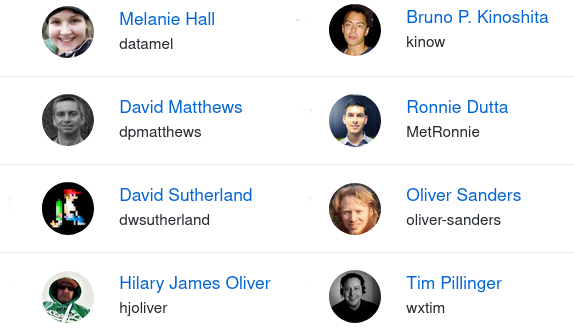 Melanie Hall
datamel
Bruno P. Kinoshita
kinow
David Matthews
dpmatthews
Ronnie Dutta
MetRonnie
David Sutherland
dwsutherland
Oliver Sanders
oliver-sanders
Hilary James Oliver
hjoliver
Tim Pillinger
wxtim